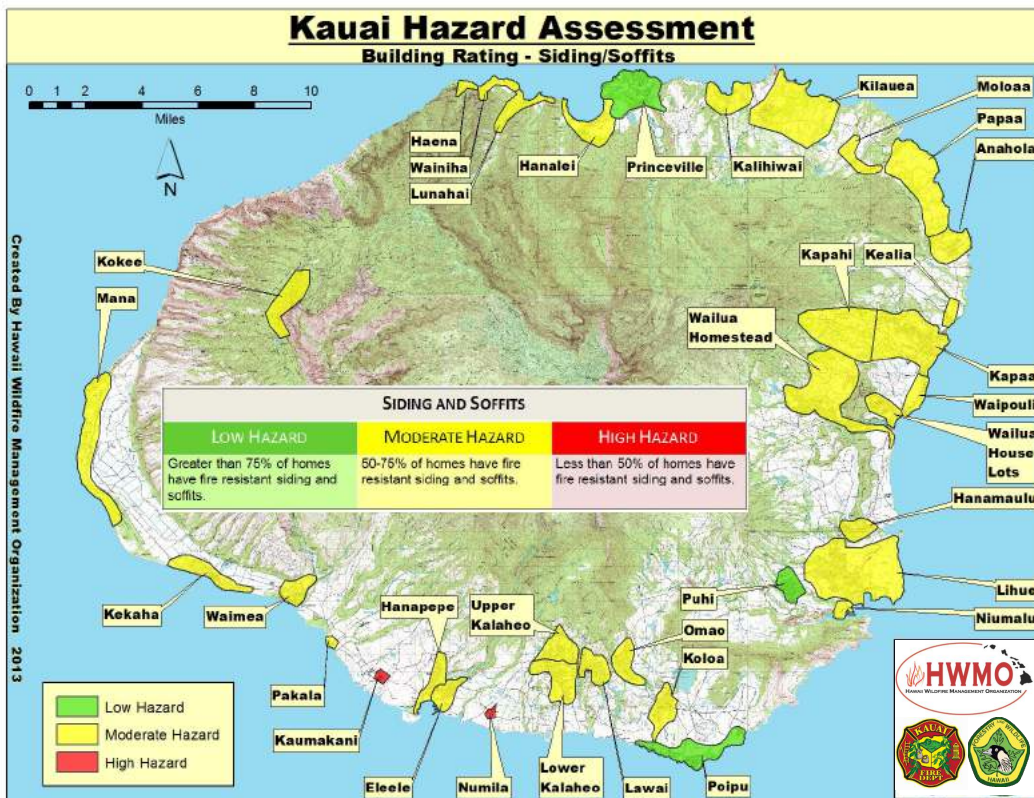 Kauai Hazard Assessment
Building Rating - Siding/Soffits
0 1 2 4 6 8 10
Miles
N
Created By Hawaii Wildfire Management Organization 2013
Haena
Wainiha
Lunahai
Hanalei
Princeville
Kalihiwai
Kilauea
Moloaa
Papaa
Anahola
Kokee
Mana
Kapahi
Kealia
Wailua
Homestead
Kapaa
Waipouli
Wailua
House
Lots
Hanamaulu
SIDING AND SOFFITS
LOW HAZARD
Greater than 75% of homes
have fire resistant siding and
soffits.
MODERATE HAZARD
50-75% of homes have fire
resistant siding and soffits.
HIGH HAZARD
Less than 50% of homes have
fire resistant siding and soffits.
Kekaha
Waimea
Hanapepe
Upper
Kalaheo
Puhi
Omao
Koloa
Lihue
Niumalu
Pakala
Kaumakani
Eleele
Numila
Lower
Kalaheo
Lawai
Poipu
Low Hazard
Moderate Hazard
High Hazard
HWMO
HAWAII WILDFIRE MANAGEMENT ORGANIZATION
KAUAI
FIRE
DEPT
FORESTRY AND WILDLIFE
HAWAII